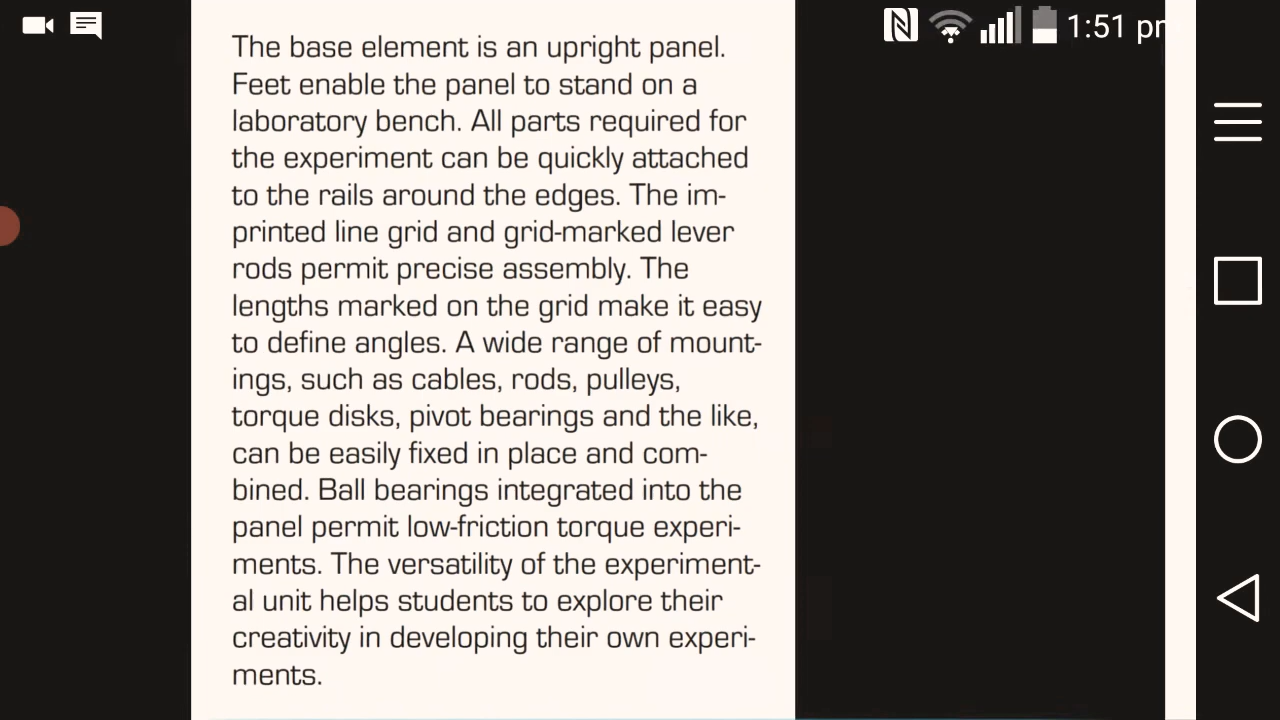 1:51 pm
The base element is an upright panel.
Feet enable the panel to stand on a
laboratory bench. All parts required for
the experiment can be quickly attached
to the rails around the edges. The im-
printed line grid and grid-marked lever
rods permit precise assembly. The
lengths marked on the grid make it easy
to define angles. A wide range of mount-
ings, such as cables, rods, pulleys,
torque disks, pivot bearings and the like,
can be easily fixed in place and com-
bined. Ball bearings integrated into the
panel permit low-friction torque experi-
ments. The versatility of the experiment-
al unit helps students to explore their
creativity in developing their own experi-
ments.